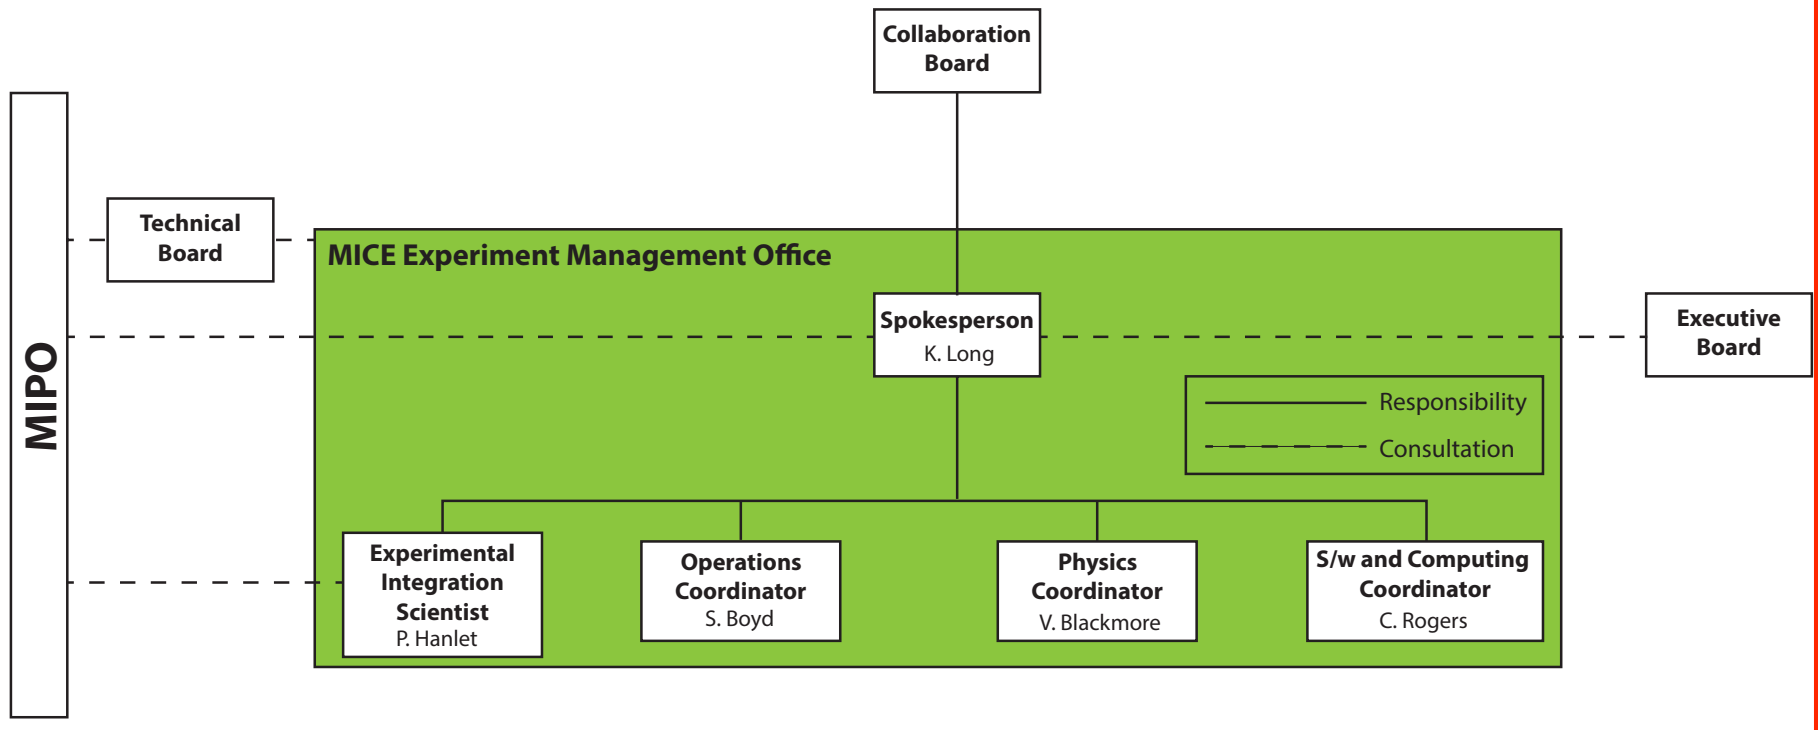 Collaboration
Board
Technical
Board
MICE Experiment Management Office
MIPO
Spokesperson
K. Long
Executive
Board
Responsibility
Consultation
Experimental
Integration
Scientist
P. Hanlet
Operations
Coordinator
S. Boyd
Physics
Coordinator
V. Blackmore
S/w and Computing
Coordinator
C. Rogers